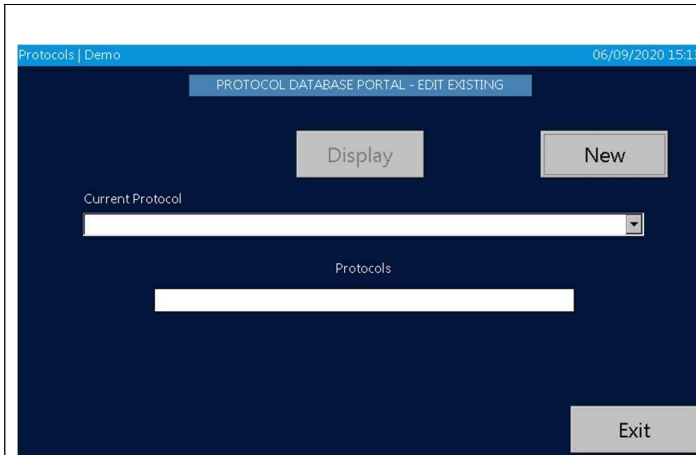 Protocols | Demo 06/09/2020 15:1
PROTOCOL DATABASE PORTAL - EDIT EXISTING
Display New
Current Protocol
Protocols
Exit